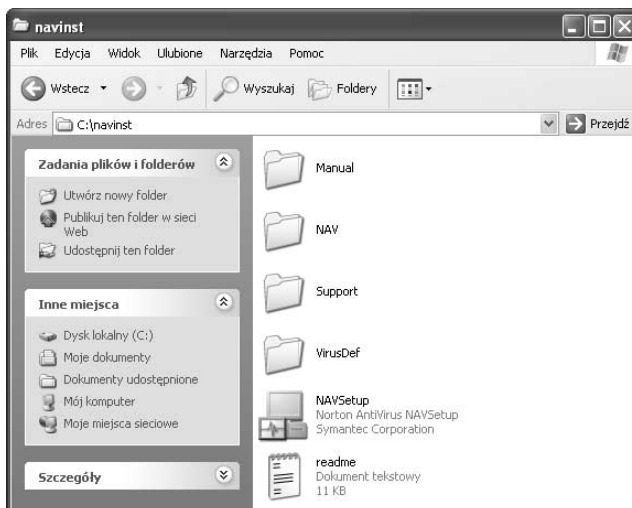 navinst
Plik Edycja Widok Ulubione Narzędzia Pomoc
Wstecz Wyszukaj Foldery
Adres C:\navinst Przejdź
Zadania plików i folderów
Utwórz nowy folder
Publikuj ten folder w sieci
Web
Udostępnij ten folder
Inne miejsca
Dysk lokalny (C:)
Moje dokumenty
Dokumenty udostępnione
Mój komputer
Moje miejsca sieciowe
Szczegóły
Manual
NAV
Support
VirusDef
NAVSetup
Norton AntiVirus NAVSetup
Symantec Corporation
readme
Dokument tekstowy
11 KB